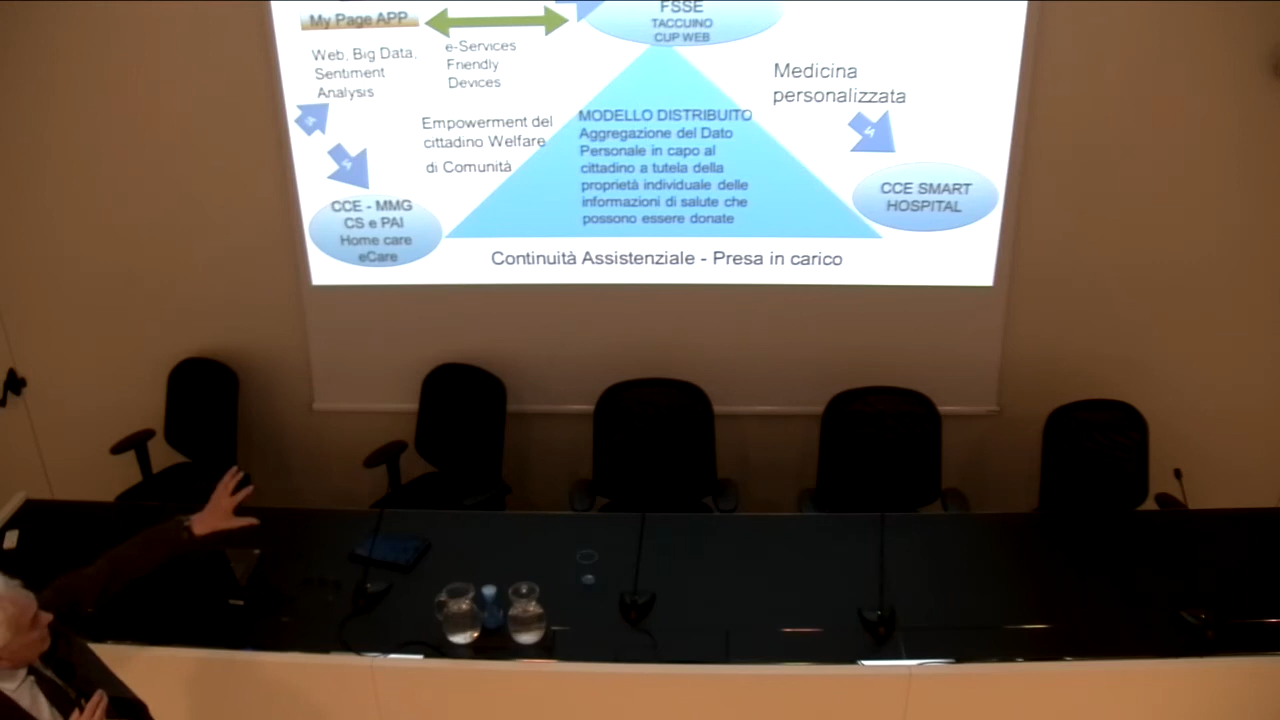 My Page APP
Web, Big Data,
Sentiment
Analysis
e-Services
Friendly
Devices
FSSE
TACCUINO
CUP WEB
Empowerment del
cittadino Welfare
di Comunità
MODELLO DISTRIBUITO
Aggregazione del Dato
Personale in capo al
cittadino a tutela della
proprietà individuale delle
informazioni di salute che
possono essere donate
Medicina
personalizzata
CCE - MMG
CS e PAI
Home care
eCare
CCE SMART
HOSPITAL
Continuità Assistenziale - Presa in carico